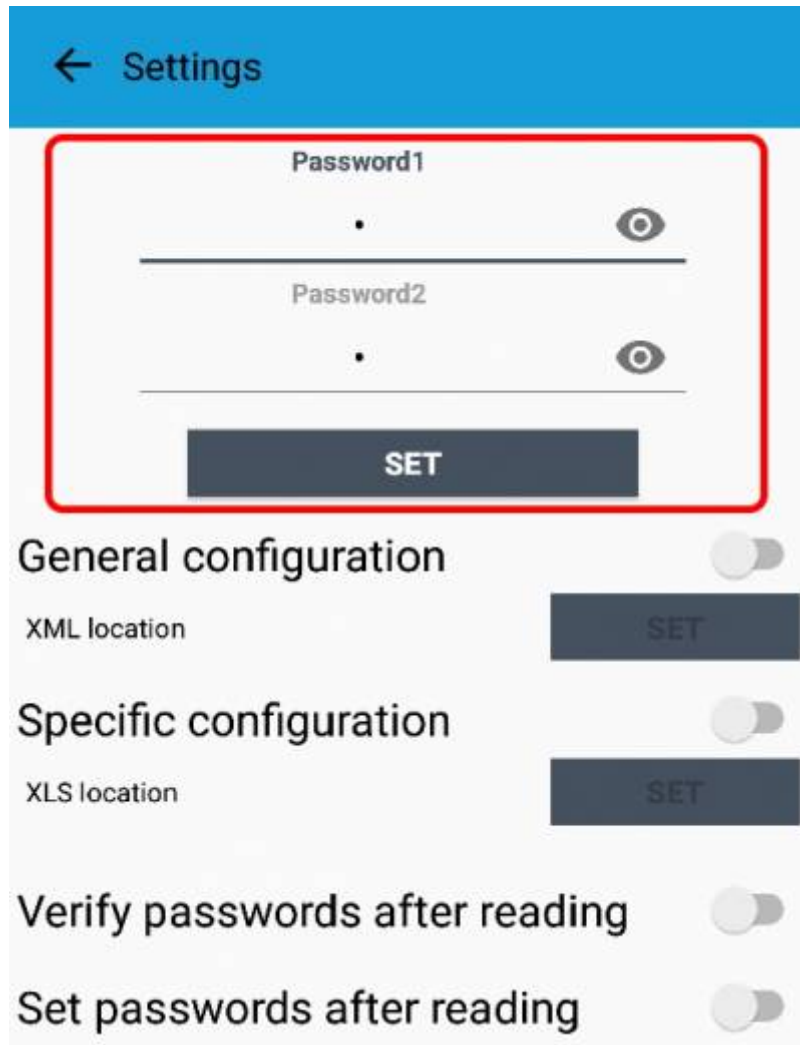 Settings
Password1
•
Password2
•
SET
General configuration
XML location
SET
Specific configuration
XLS location
SET
Verify passwords after reading
Set passwords after reading